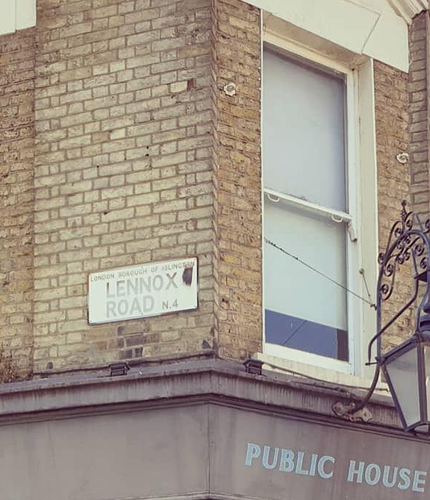 LONDON BOROUGH OF ISLINGTON
LENNOX
ROAD N.4
PUBLIC HOUSE